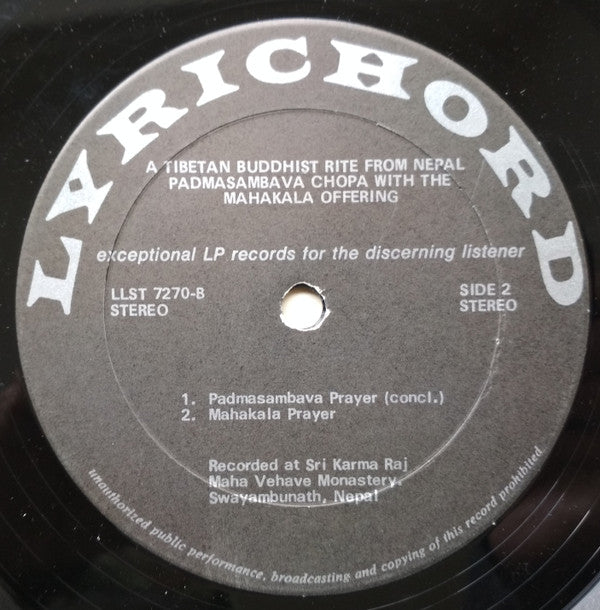 LYRICHORD
A TIBETAN BUDDHIST RITE FROM NEPAL
PADMASAMBAVA CHOPA WITH THE
MAHAKALA OFFERING
exceptional LP records for the discerning listener
LLST 7270-B
STEREO
SIDE 2
STEREO
1. Padmasambava Prayer (concl.)
2. Mahakala Prayer
Recorded at Sri Karma Raj
Maha Vehave Monastery.
Swayambunath, Nepal
unauthorized public performance, broadcasting and copying of this record prohibited